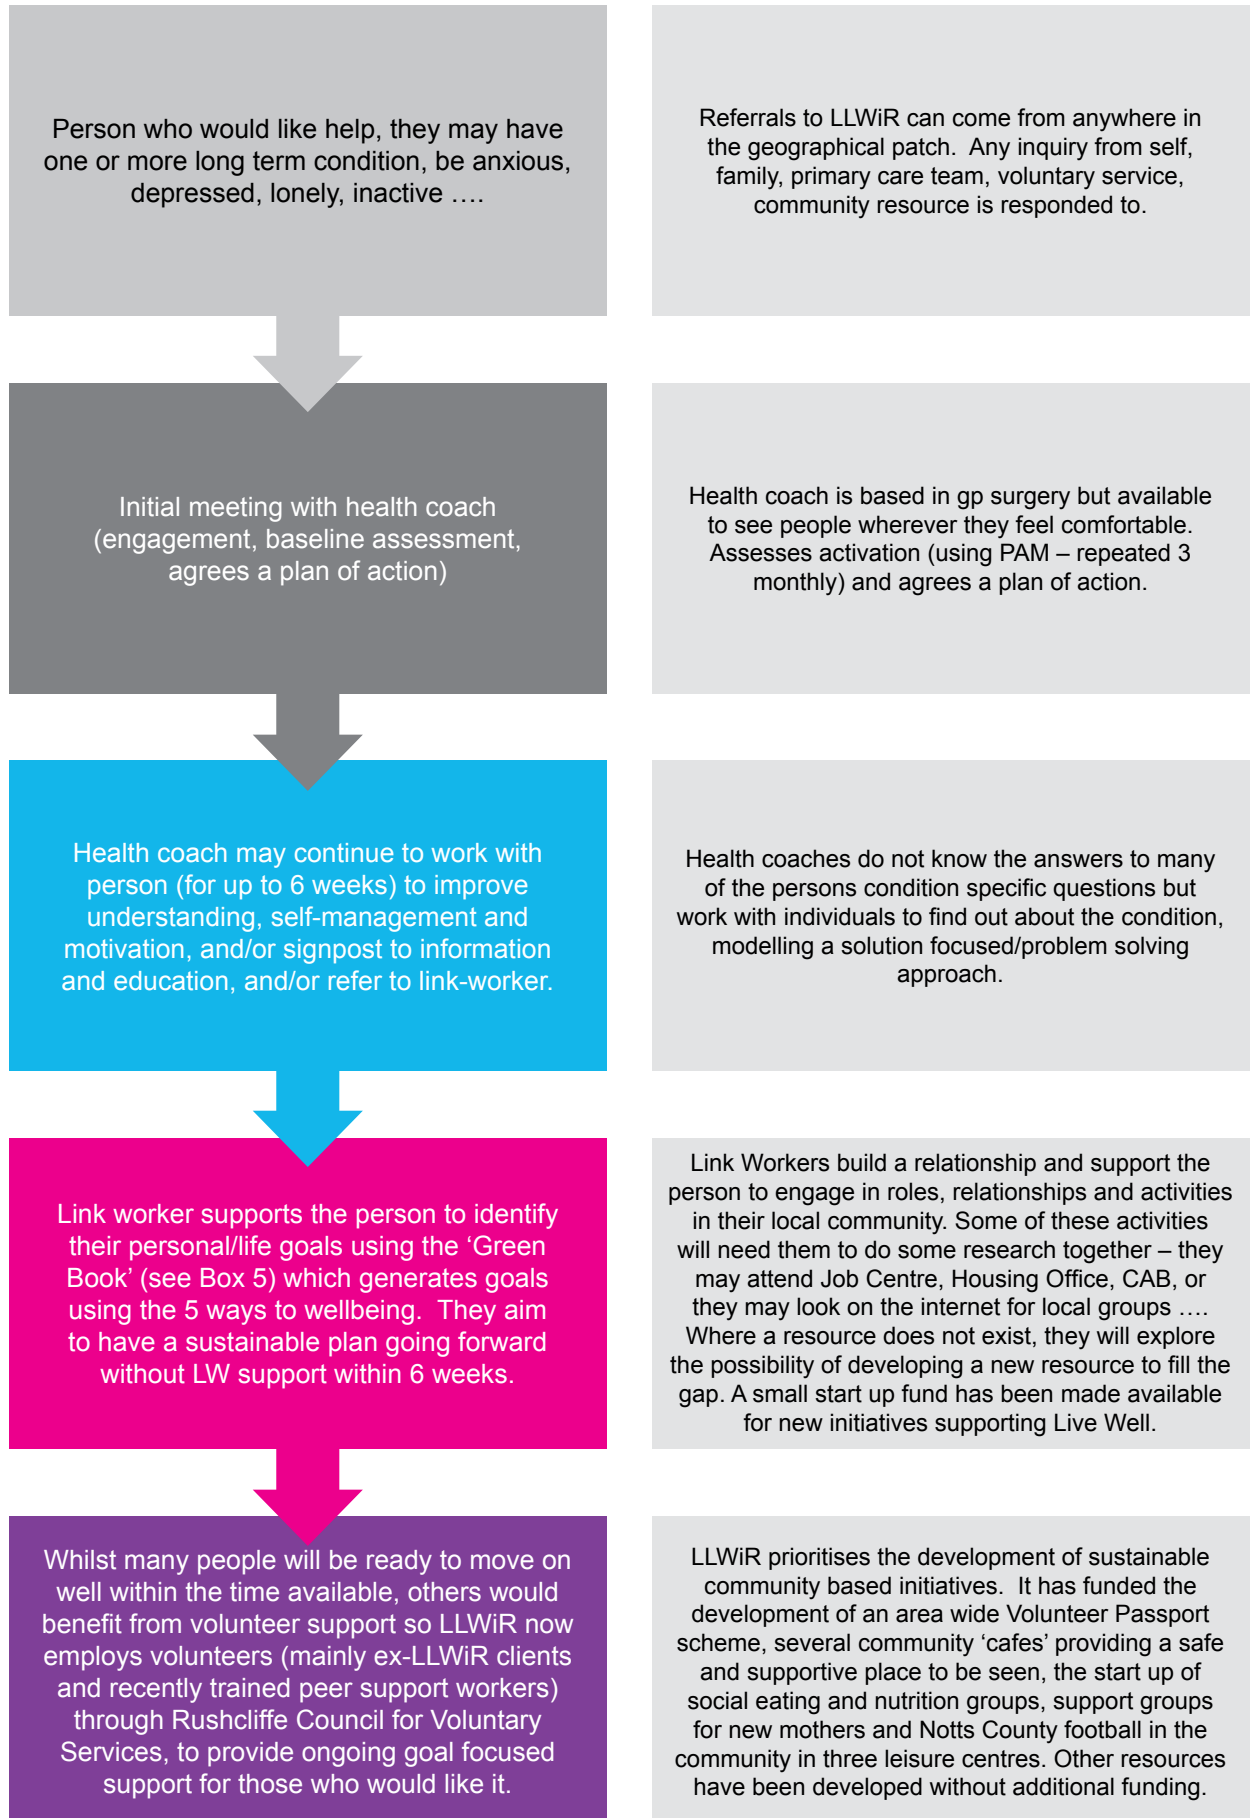 Person who would like help, they may have
one or more long term condition, be anxious,
depressed, lonely, inactive ….
Referrals to LLWiR can come from anywhere in
the geographical patch.  Any inquiry from self,
family, primary care team, voluntary service,
community resource is responded to.
Initial meeting with health coach
(engagement, baseline assessment,
agrees a plan of action)
Health coach is based in gp surgery but available
to see people wherever they feel comfortable.
Assesses activation (using PAM – repeated 3
monthly) and agrees a plan of action.
Health coach may continue to work with
person (for up to 6 weeks) to improve
understanding, self-management and
motivation, and/or signpost to information
and education, and/or refer to link-worker.
Health coaches do not know the answers to many
of the persons condition specific questions but
work with individuals to find out about the condition,
modelling a solution focused/problem solving
approach.
Link worker supports the person to identify
their personal/life goals using the ‘Green
Book’ (see Box 5) which generates goals
using the 5 ways to wellbeing.  They aim
to have a sustainable plan going forward
without LW support within 6 weeks.
Link Workers build a relationship and support the
person to engage in roles, relationships and activities
in their local community. Some of these activities
will need them to do some research together – they
may attend Job Centre, Housing Office, CAB, or
they may look on the internet for local groups ….
Where a resource does not exist, they will explore
the possibility of developing a new resource to fill the
gap. A small start up fund has been made available
for new initiatives supporting Live Well.
Whilst many people will be ready to move on
well within the time available, others would
benefit from volunteer support so LLWiR now
employs volunteers (mainly ex-LLWiR clients
and recently trained peer support workers)
through Rushcliffe Council for Voluntary
Services, to provide ongoing goal focused
support for those who would like it.
LLWiR prioritises the development of sustainable
community based initiatives.  It has funded the
development of an area wide Volunteer Passport
scheme, several community ‘cafes’ providing a safe
and supportive place to be seen, the start up of
social eating and nutrition groups, support groups
for new mothers and Notts County football in the
community in three leisure centres. Other resources
have been developed without additional funding.